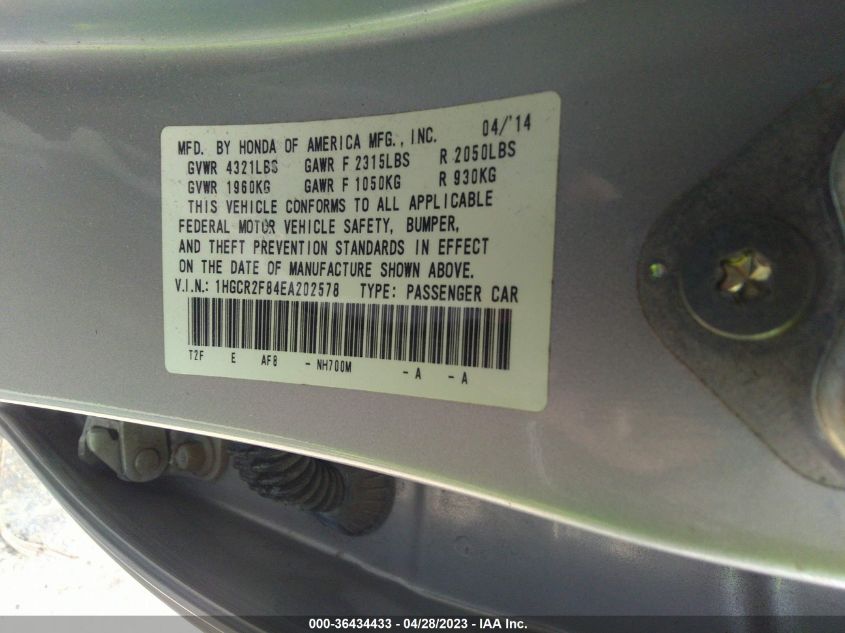 MFD. BY HONDA OF AMERICA MFG., INC. 04/'14
GVWR 4321LBS GAWR F 2315LBS R 2050LBS
GVWR 1960KG GAWR F 1050KG R 930KG
THIS VEHICLE CONFORMS TO ALL APPLICABLE
FEDERAL MOTOR VEHICLE SAFETY, BUMPER,
AND THEFT PREVENTION STANDARDS IN EFFECT
ON THE DATE OF MANUFACTURE SHOWN ABOVE.
V.I.N.: 1HGCR2F84EA202578 TYPE: PASSENGER CAR
T2F E AF8 - NH700M - A - A
000-36434433 - 04/28/2023 - IAA Inc.